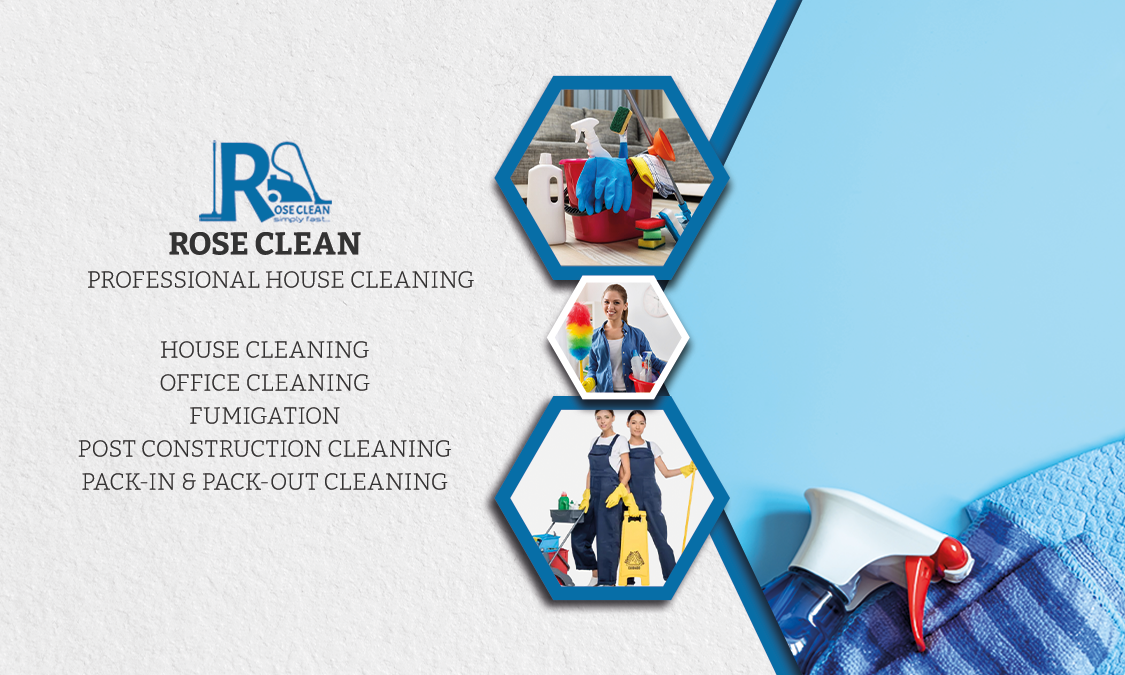 R
OSE CLEAN
simply fast...
ROSE CLEAN
PROFESSIONAL HOUSE CLEANING
HOUSE CLEANING
OFFICE CLEANING
FUMIGATION
POST CONSTRUCTION CLEANING
PACK-IN & PACK-OUT CLEANING